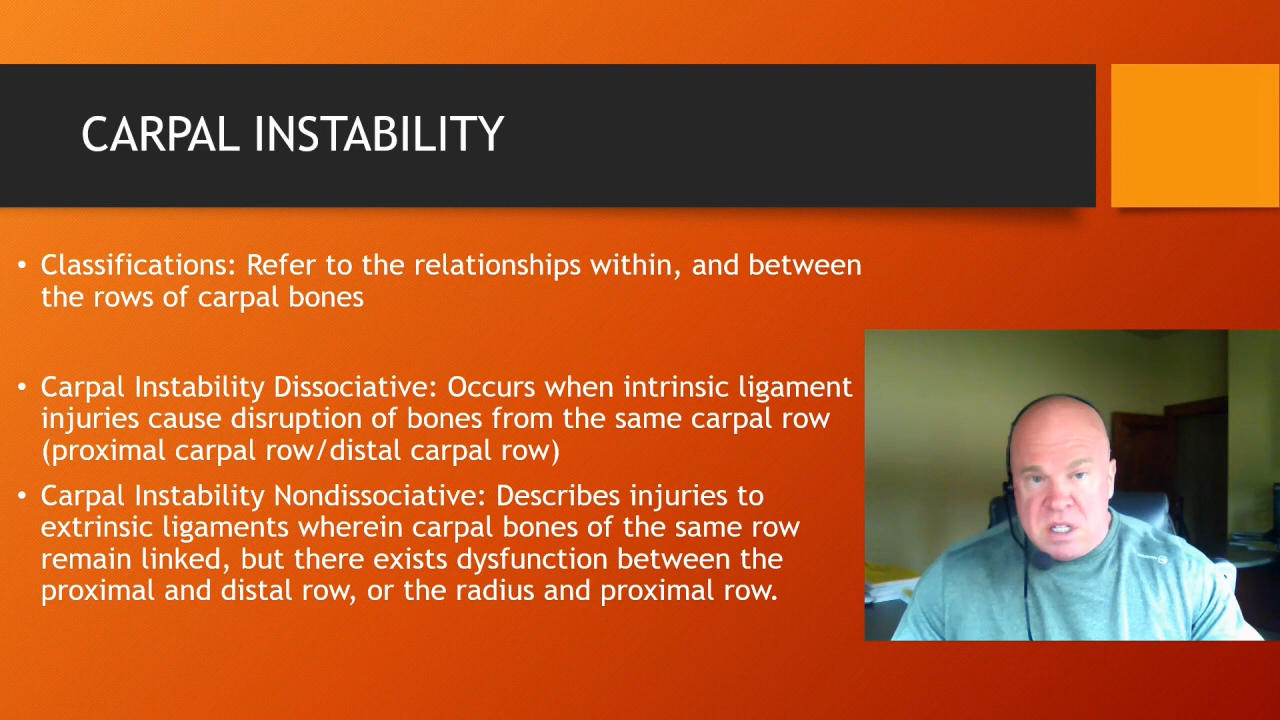 CARPAL INSTABILITY
• Classifications: Refer to the relationships within, and between
the rows of carpal bones
• Carpal Instability Dissociative: Occurs when intrinsic ligament
injuries cause disruption of bones from the same carpal row
(proximal carpal row/distal carpal row)
• Carpal Instability Nondissociative: Describes injuries to
extrinsic ligaments wherein carpal bones of the same row
remain linked, but there exists dysfunction between the
proximal and distal row, or the radius and proximal row.